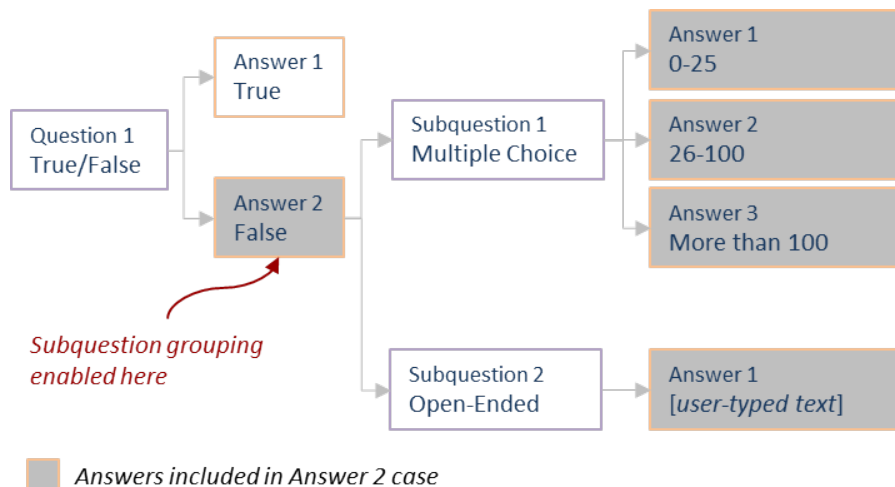 Question 1
True/False
Answer 1
True
Answer 2
False
Subquestion grouping
enabled here
Subquestion 1
Multiple Choice
Answer 1
0-25
Answer 2
26-100
Answer 3
More than 100
Subquestion 2
Open-Ended
Answer 1
[user-typed text]
Answers included in Answer 2 case